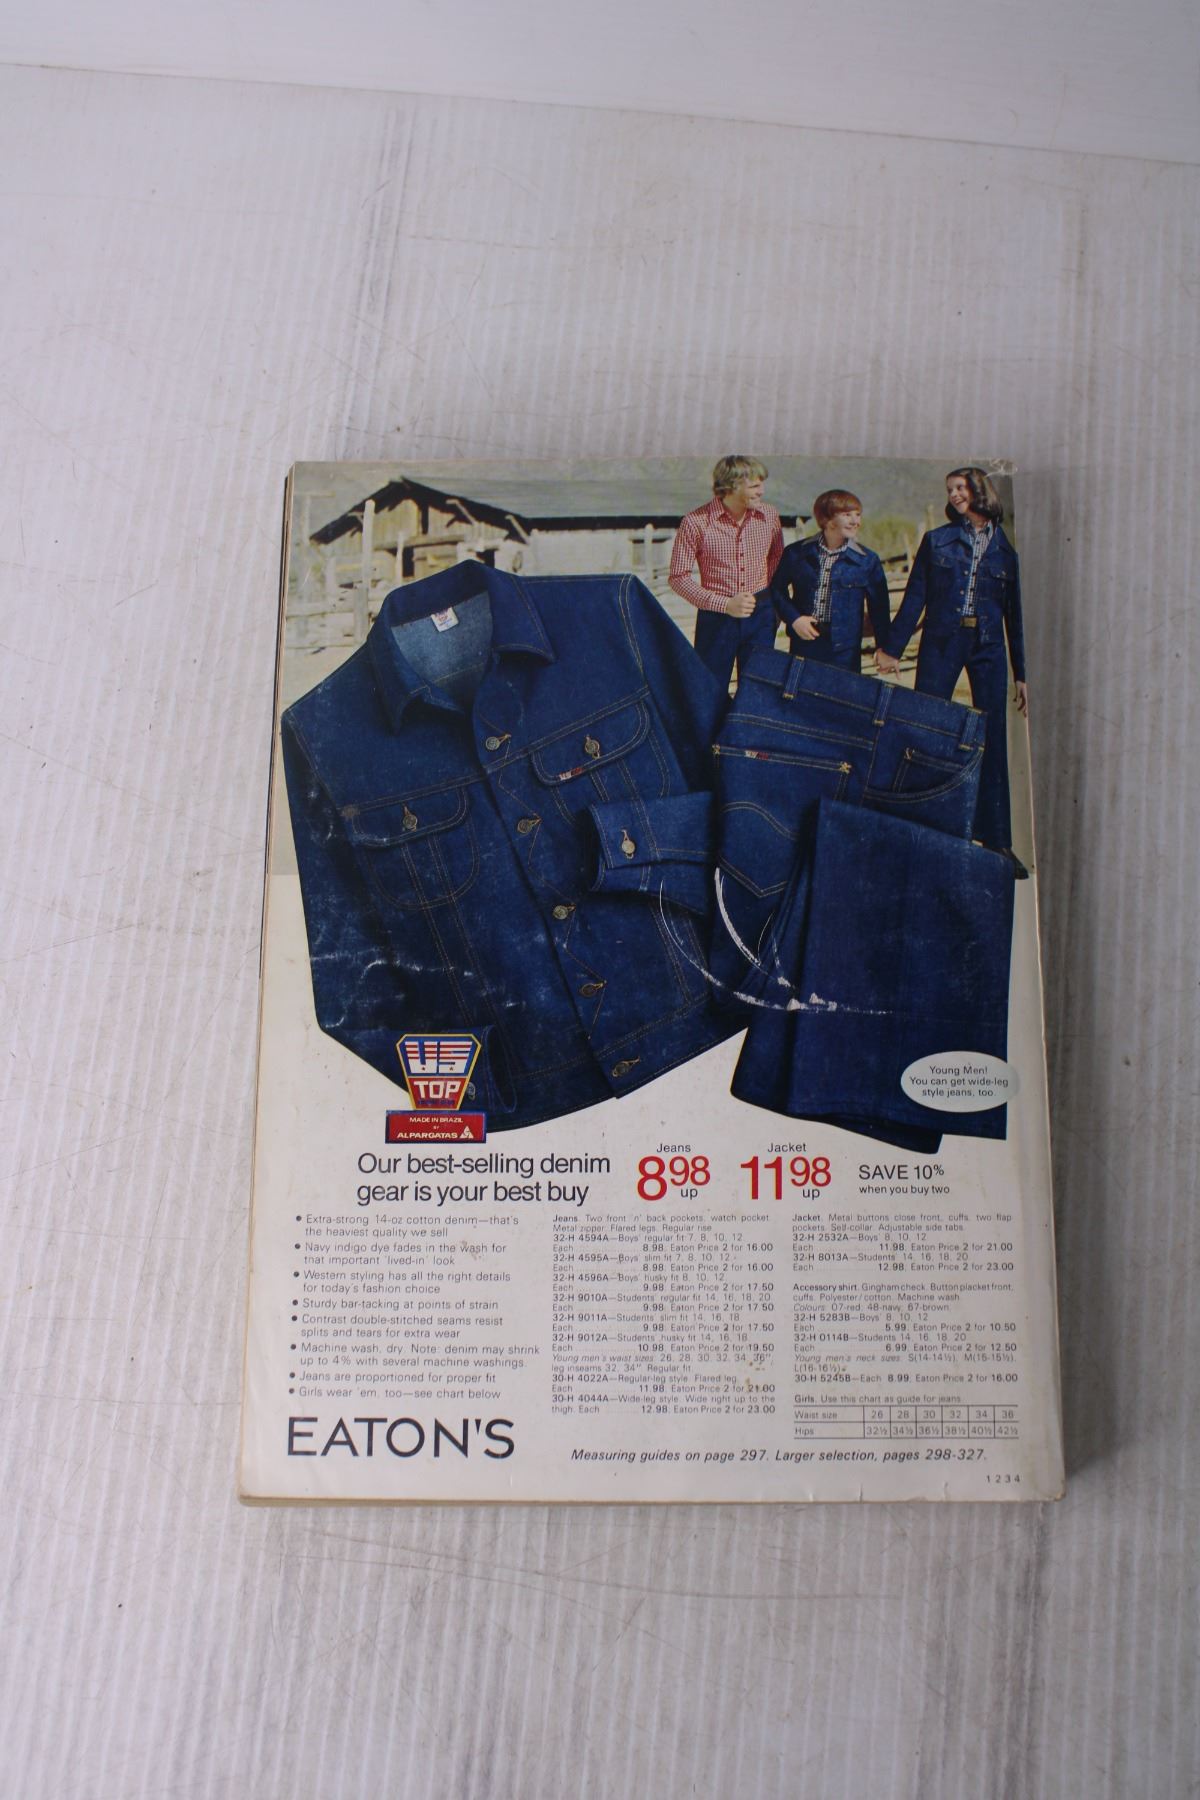 US
TOP
MADE IN BRAZIL
BY
ALPARGATAS
Young Men!
You can get wide-leg
style jeans, too.
Our best-selling denim
gear is your best buy
Jeans
8.98
up
Jacket
11.98
up
SAVE 10%
when you buy two
• Extra-strong 14-oz cotton denim—that's
the heaviest quality we sell
• Navy indigo dye fades in the wash for
that important 'lived-in' look
• Western styling has all the right details
for today's fashion choice
• Sturdy bar-tacking at points of strain
• Contrast double-stitched seams resist
splits and tears for extra wear
• Machine wash, dry. Note: denim may shrink
up to 4% with several machine washings.
• Jeans are proportioned for proper fit
• Girls wear 'em, too—see chart below
EATON'S
Jeans. Two front 'n' back pockets, watch pocket.
Metal zipper. Flared legs. Regular rise.
32-H 4594A—Boys' regular fit 7, 8, 10, 12.
Each 8.98. Eaton Price 2 for 16.00
32-H 4595A—Boys' slim fit 7, 8, 10, 12.
Each 8.98. Eaton Price 2 for 16.00
32-H 4596A—Boys' husky fit 8, 10, 12.
Each 9.98. Eaton Price 2 for 17.50
32-H 9010A—Students' regular fit 14, 16, 18, 20
Each 9.98. Eaton Price 2 for 17.50
32-H 9011A—Students' slim fit 14, 16, 18
Each 9.98. Eaton Price 2 for 17.50
32-H 9012A—Students' husky fit 14, 16, 18.
Each 10.98. Eaton Price 2 for 19.50
Young men's waist sizes: 26, 28, 30, 32, 34, 36",
leg inseams 32, 34". Regular fit.
30-H 4022A—Regular-leg style. Flared leg.
Each 11.98. Eaton Price 2 for 21.00
30-H 4044A—Wide-leg style. Wide right up to the
thigh. Each 12.98. Eaton Price 2 for 23.00
Jacket. Metal buttons close front, cuffs, two flap
pockets. Self-collar. Adjustable side tabs.
32-H 2532A—Boys' 8, 10, 12
Each 11.98. Eaton Price 2 for 21.00
32-H 8013A—Students' 14, 16, 18, 20.
Each 12.98. Eaton Price 2 for 23.00
Accessory shirt. Gingham check. Button placket front,
cuffs. Polyester/cotton. Machine wash.
Colours: 07-red, 48-navy, 67-brown.
32-H 5283B—Boys' 8, 10, 12
Each 5.99. Eaton Price 2 for 10.50
32-H 0114B—Students 14, 16, 18, 20
Each 6.99. Eaton Price 2 for 12.50
Young men's neck sizes: S(14-14½), M(15-15½),
L(16-16½)
30-H 5245B—Each 8.99. Eaton Price 2 for 16.00
Girls. Use this chart as guide for jeans
Waist size 26 28 30 32 34 36
Hips 32½ 34½ 36½ 38½ 40½ 42½
Measuring guides on page 297. Larger selection, pages 298-327.
1 2 3 4